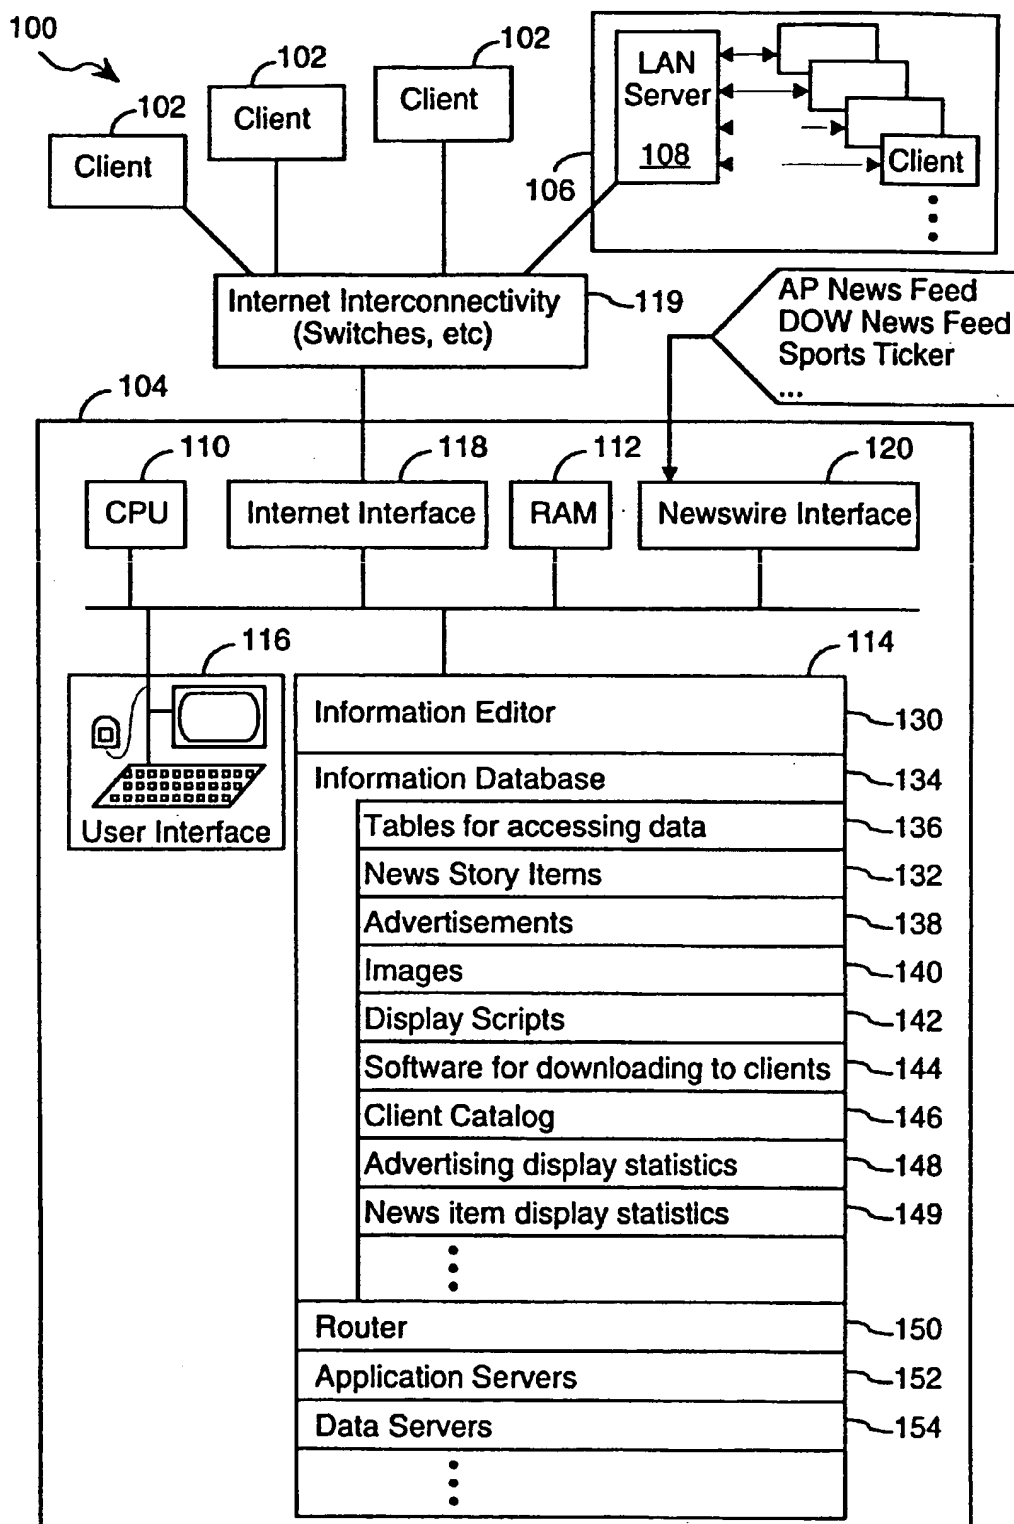 100
102
Client
102
Client
102
Client
LAN
Server
108
106
Client
Internet Interconnectivity
(Switches, etc)
119
AP News Feed
DOW News Feed
Sports Ticker
...
104
110
CPU
118
Internet Interface
112
RAM
120
Newswire Interface
116
User Interface
114
Information Editor
130
Information Database
134
Tables for accessing data
136
News Story Items
132
Advertisements
138
Images
140
Display Scripts
142
Software for downloading to clients
144
Client Catalog
146
Advertising display statistics
148
News item display statistics
149
Router
150
Application Servers
152
Data Servers
154